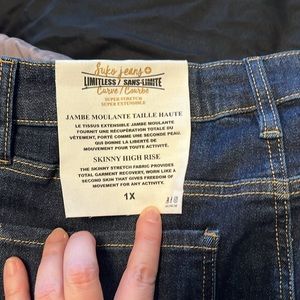 Suko jeans
LIMITLESS / SANS LIMITE
Curve / Courbe
SUPER STRETCH
SUPER EXTENSIBLE
JAMBE MOULANTE TAILLE HAUTE
LE TISSUS EXTENSIBLE JAMBE MOULANTE
FOURNIT UNE RÉCUPÉRATION TOTALE DU
VÊTEMENT, PORTÉ COMME UNE SECONDE PEAU.
QUI DONNE LA LIBERTÉ DE
MOUVEMENT POUR TOUTE ACTIVITÉ.
SKINNY HIGH RISE
THE SKINNY STRETCH FABRIC PROVIDES
TOTAL GARMENT RECOVERY, WORN LIKE A
SECOND SKIN THAT GIVES FREEDOM OF
MOVEMENT FOR ANY ACTIVITY.
1X